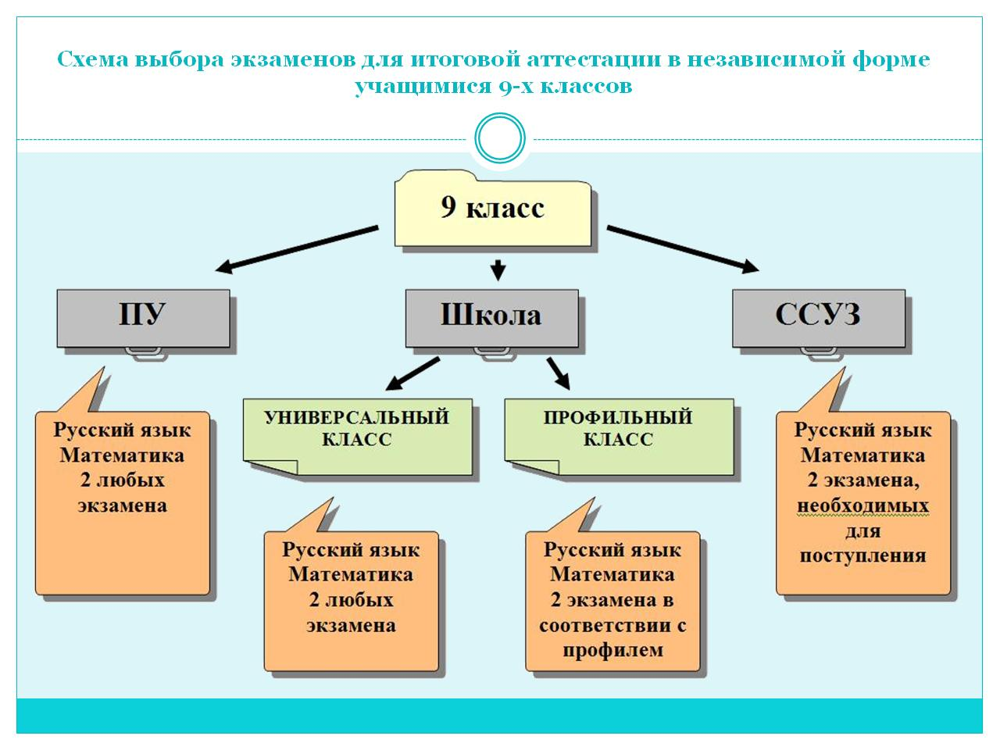 Схема выбора экзаменов для итоговой аттестации в независимой форме
учащимися 9-х классов
9 класс
ПУ
Школа
ССУЗ
Русский язык
Математика
2 любых
экзамена
УНИВЕРСАЛЬНЫЙ
КЛАСС
ПРОФИЛЬНЫЙ
КЛАСС
Русский язык
Математика
2 экзамена,
необходимых
для
поступления
Русский язык
Математика
2 любых
экзамена
Русский язык
Математика
2 экзамена в
соответствии с
профилем